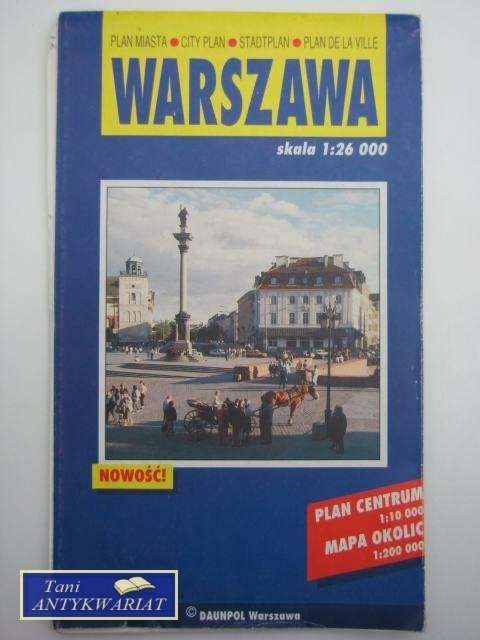 PLAN MIASTA ● CITY PLAN ● STADTPLAN ● PLAN DE LA VILLE
WARSZAWA
skala 1:26 000
NOWOŚĆ!
PLAN CENTRUM
1:10 000
MAPA OKOLIC
1:200 000
Tani
ANTYKWARIAT
© DAUNPOL Warszawa